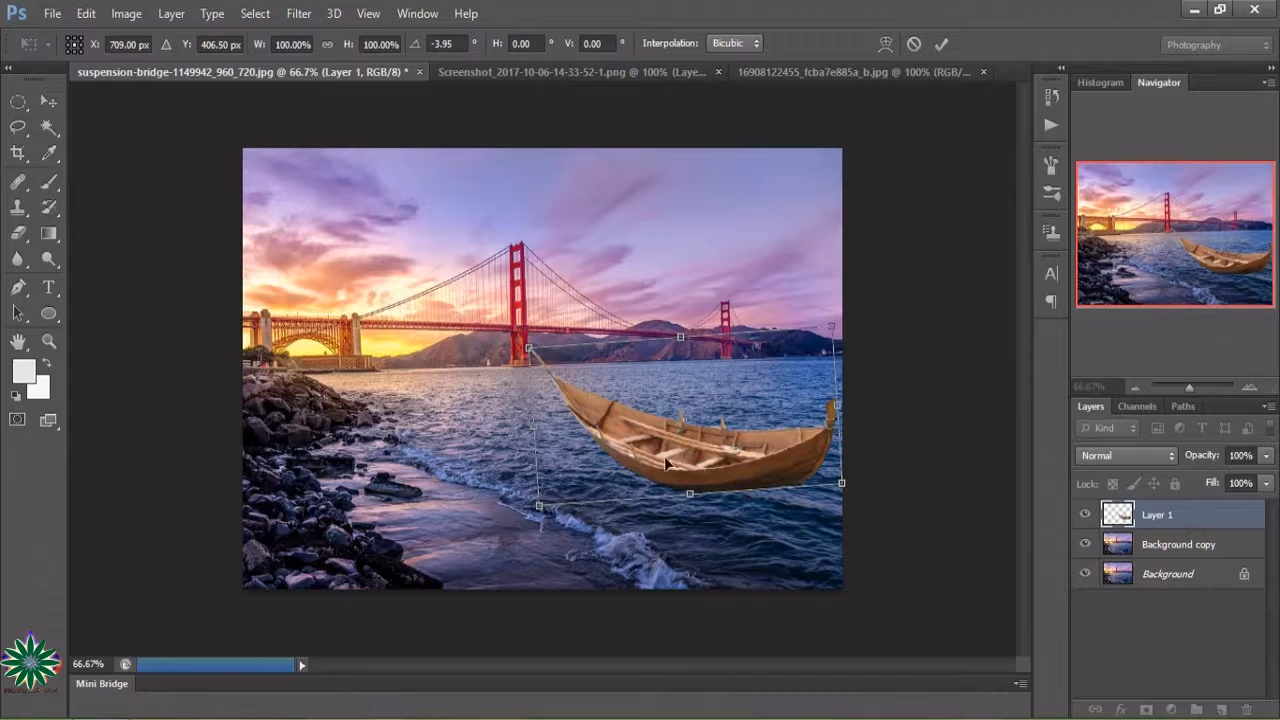 Ps File Edit Image Layer Type Select Filter 3D View Window Help
X: 709.00 px Y: 406.50 px W: 100.00% H: 100.00% -3.95 ° H: 0.00 ° V: 0.00 ° Interpolation: Bicubic Photography
suspension-bridge-1149942_960_720.jpg @ 66.7% (Layer 1, RGB/8) * Screenshot_2017-10-06-14-33-52-1.png @ 100% (Laye... 16908122455_fcba7e885a_b.jpg @ 100% (RGB/...
Histogram Navigator
66.67%
Layers Channels Paths
Kind
Normal Opacity: 100%
Lock: Fill: 100%
Layer 1
Background copy
Background
66.67%
Mini Bridge